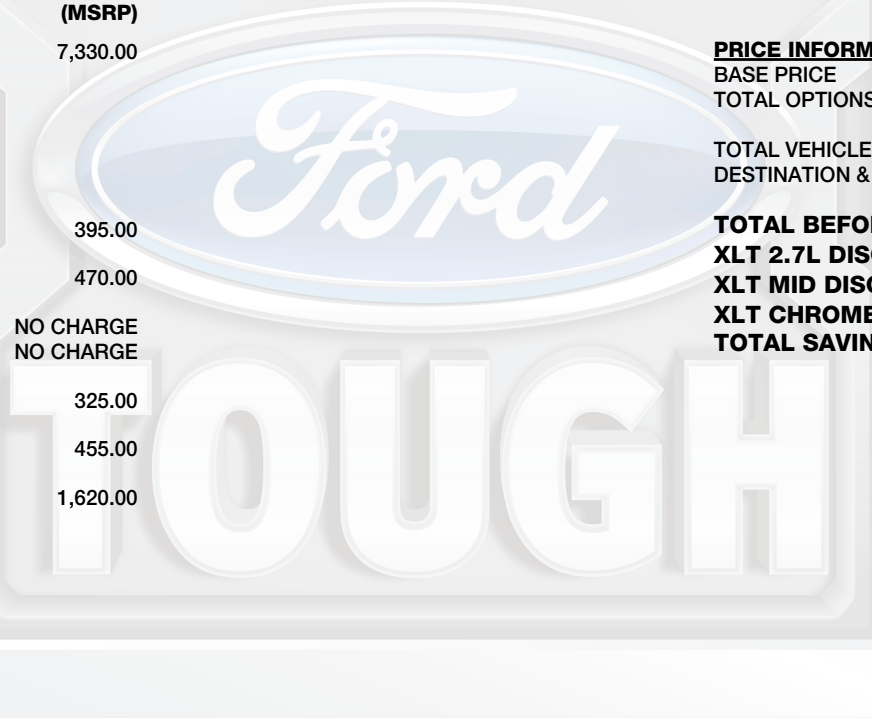 (MSRP)
7,330.00
395.00
470.00
NO CHARGE
NO CHARGE
325.00
455.00
1,620.00
PRICE INFORM
BASE PRICE
TOTAL OPTIONS
TOTAL VEHICLE
DESTINATION &
TOTAL BEFO
XLT 2.7L DIS
XLT MID DISC
XLT CHROME
TOTAL SAVIN
Ford
TOUGH